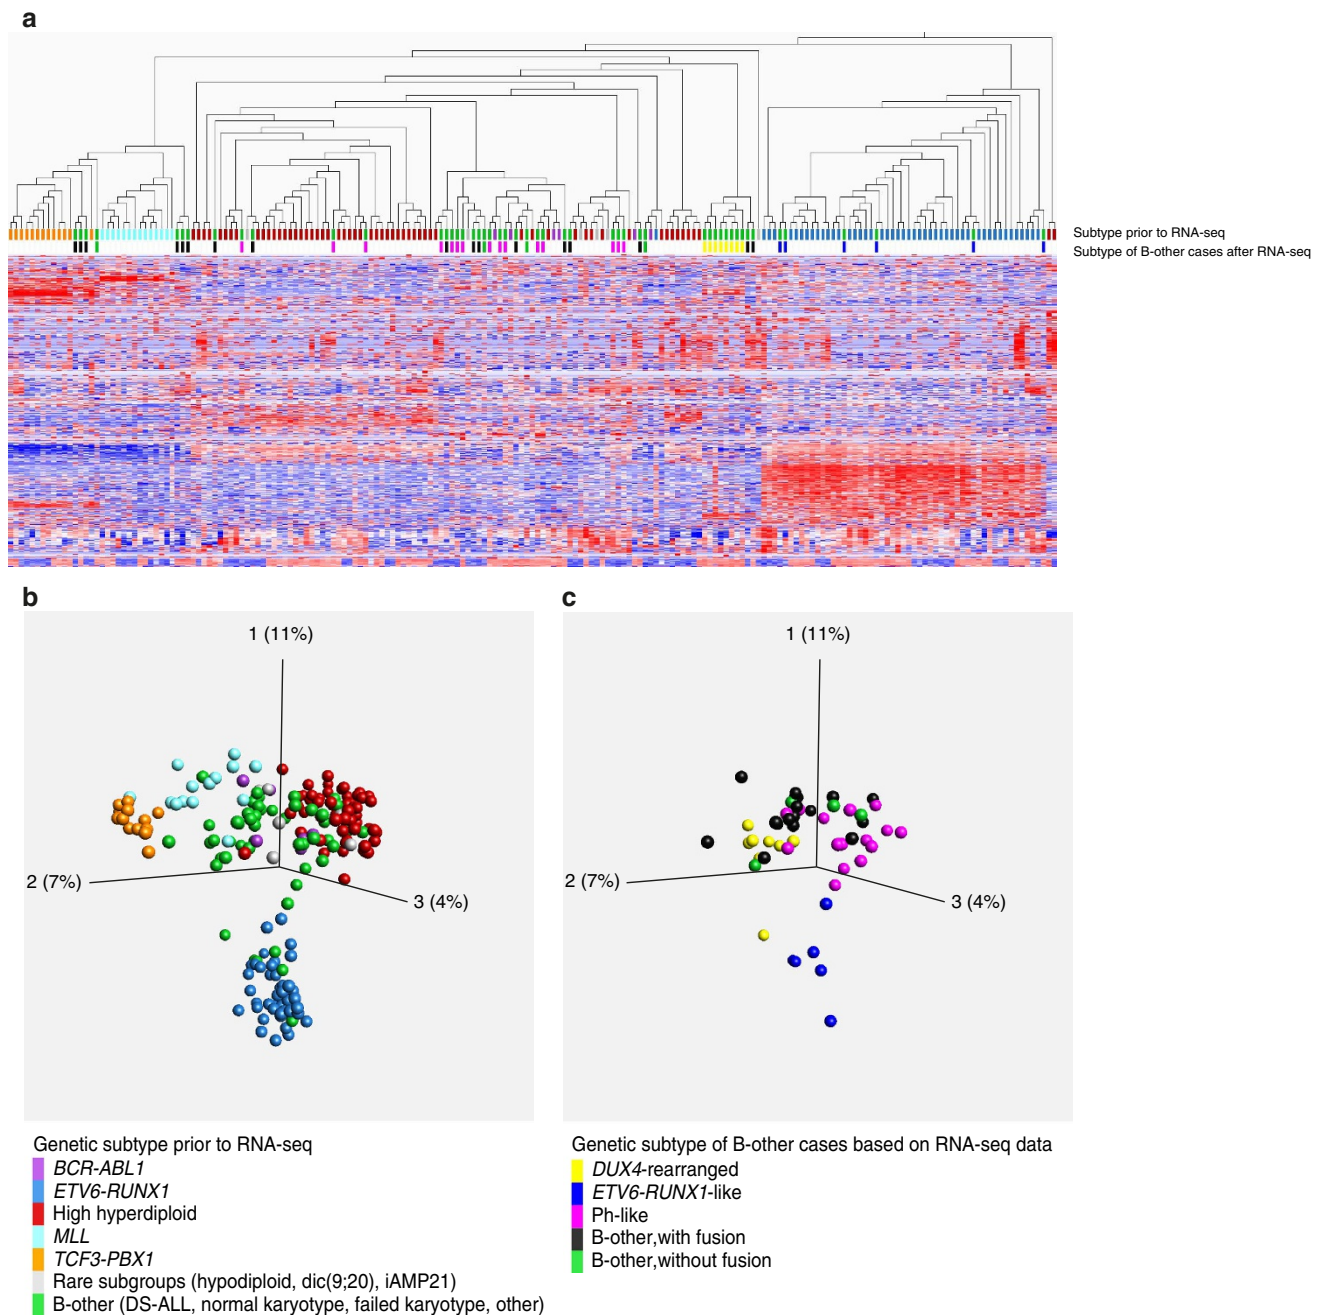 a
Subtype prior to RNA-seq
Subtype of B-other cases after RNA-seq
b
1 (11%)
2 (7%)
3 (4%)
Genetic subtype prior to RNA-seq
BCR-ABL1
ETV6-RUNX1
High hyperdiploid
MLL
TCF3-PBX1
Rare subgroups (hypodiploid, dic(9;20), iAMP21)
B-other (DS-ALL, normal karyotype, failed karyotype, other)
c
1 (11%)
2 (7%)
3 (4%)
Genetic subtype of B-other cases based on RNA-seq data
DUX4-rearranged
ETV6-RUNX1-like
Ph-like
B-other,with fusion
B-other,without fusion